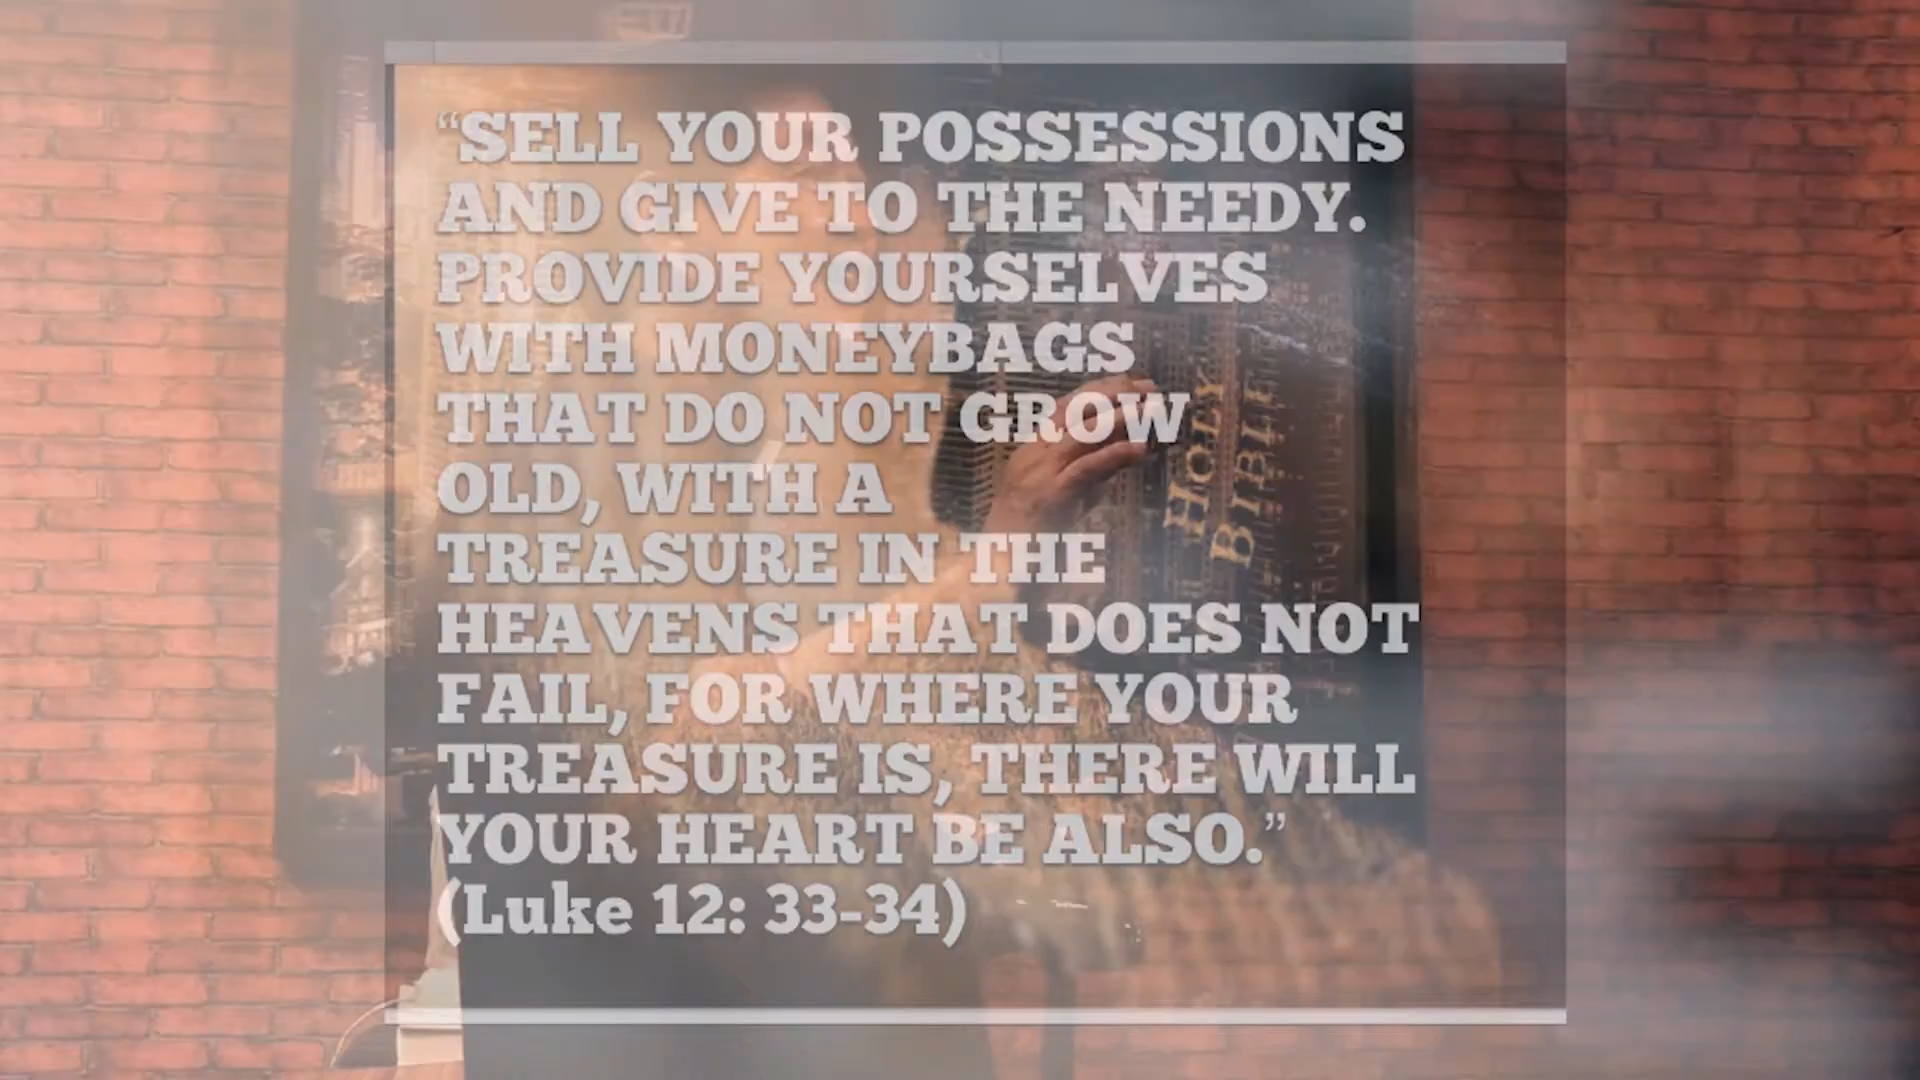 “SELL YOUR POSSESSIONS
AND GIVE TO THE NEEDY.
PROVIDE YOURSELVES
WITH MONEYBAGS
THAT DO NOT GROW
OLD, WITH A
TREASURE IN THE
HEAVENS THAT DOES NOT
FAIL, FOR WHERE YOUR
TREASURE IS, THERE WILL
YOUR HEART BE ALSO.”
(Luke 12: 33-34)
HOLY
BIBLE